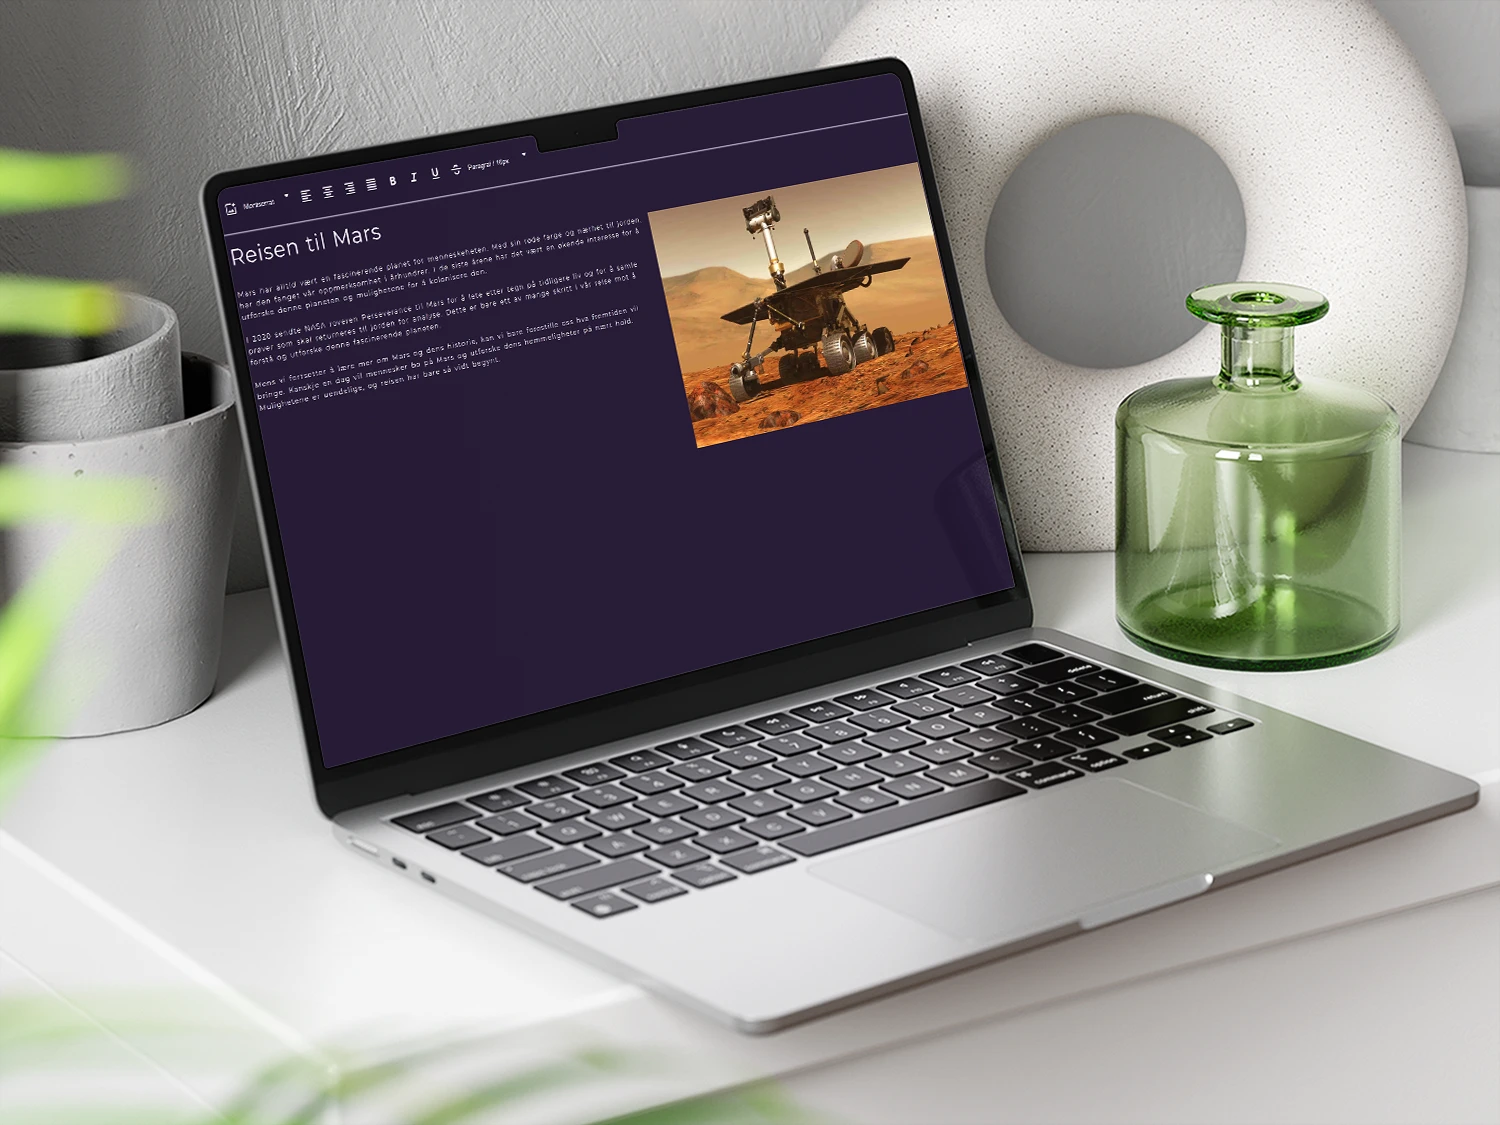 Montserrat B I U S Paragraf / 16px
Reisen til Mars
Mars har alltid vært en fascinerende planet for menneskeheten. Med sin røde farge og nærhet til jorden,
har den fanget vår oppmerksomhet i århundrer. I de siste årene har det vært en økende interesse for å
utforske denne planeten og mulighetene for å kolonisere den.
I 2020 sendte NASA roveren Perseverance til Mars for å lete etter tegn på tidligere liv og for å samle
prøver som skal returneres til jorden for analyse. Dette er bare ett av mange skritt i vår reise mot å
forstå og utforske denne fascinerende planeten.
Mens vi fortsetter å lære mer om Mars og dens historie, kan vi bare forestille oss hva fremtiden vil
bringe. Kanskje en dag vil mennesker bo på Mars og utforske dens hemmeligheter på nært hold.
Mulighetene er uendelige, og reisen har bare så vidt begynt.
delete
return
shift
Q W E R T Y U I O P
A S D F G H J K L
Z X C V B N M
command
option